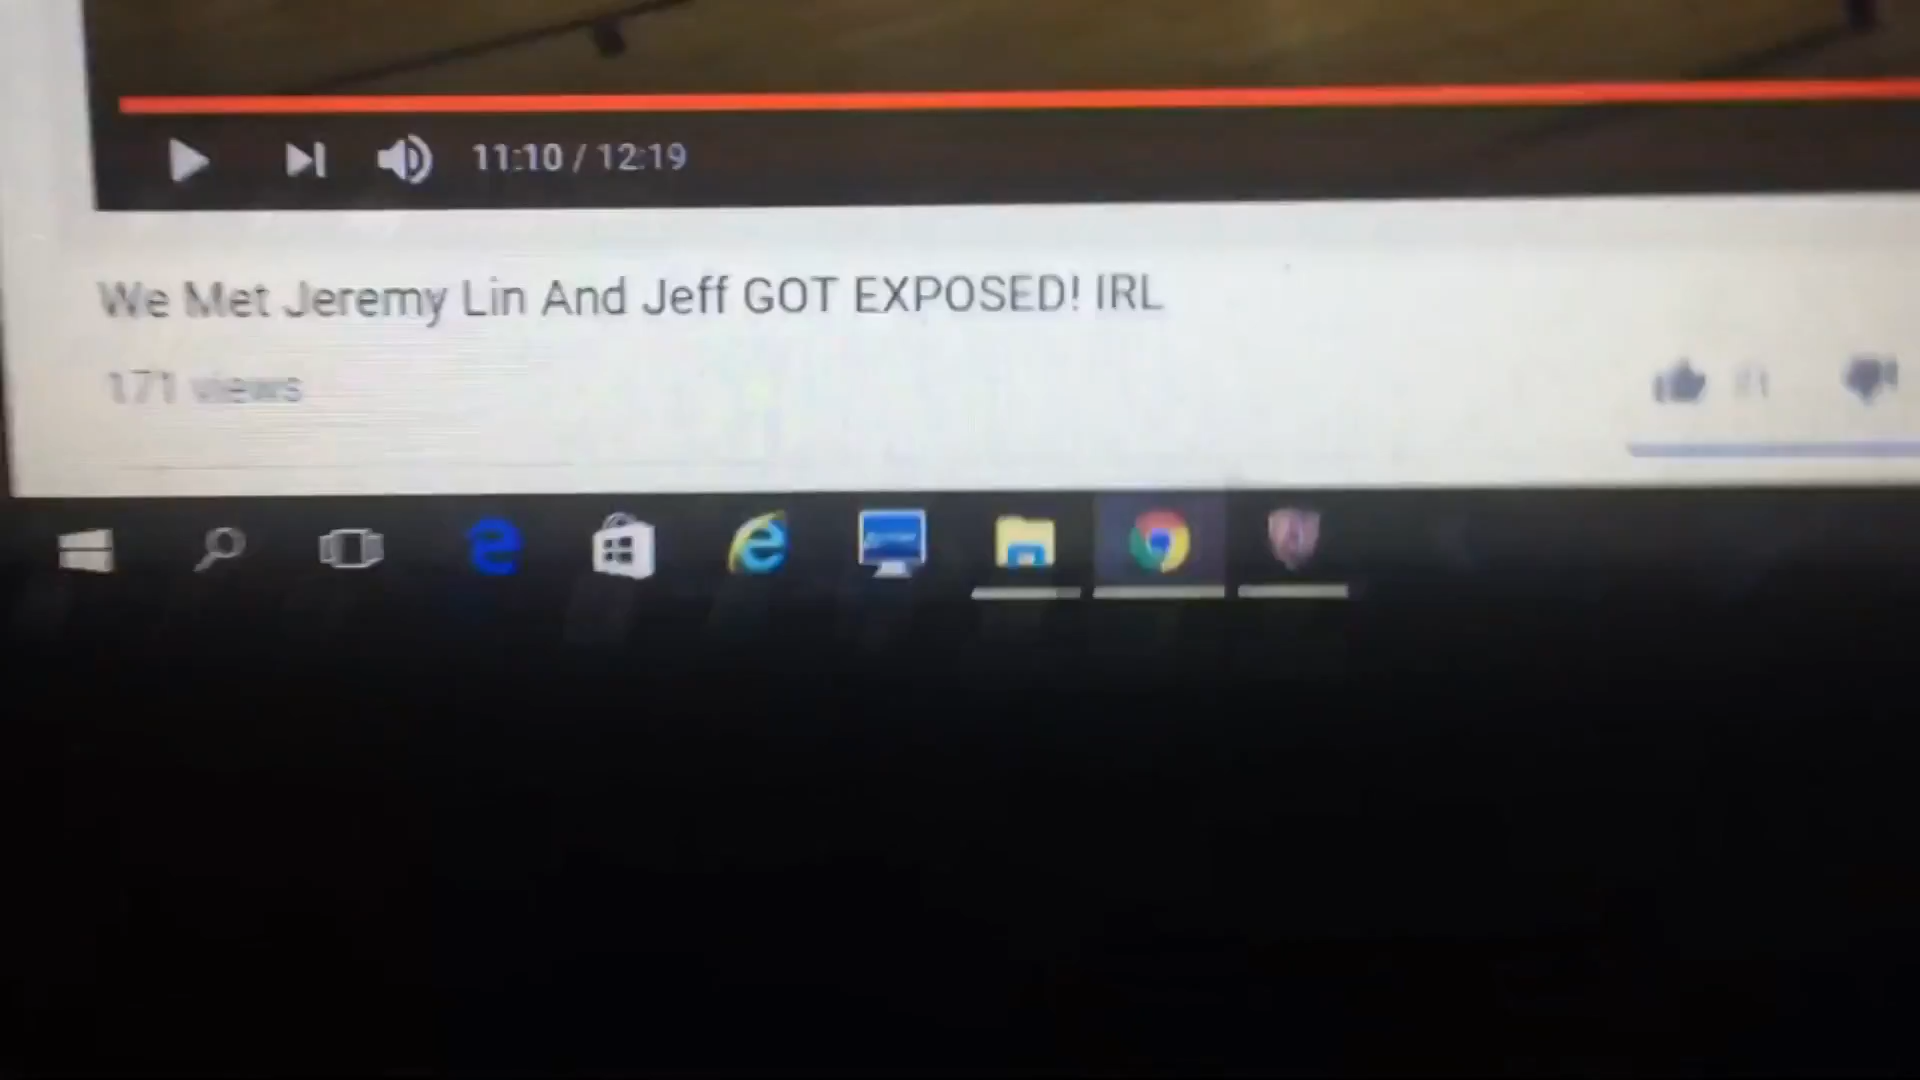 11:10 / 12:19
We Met Jeremy Lin And Jeff GOT EXPOSED! IRL
171 views